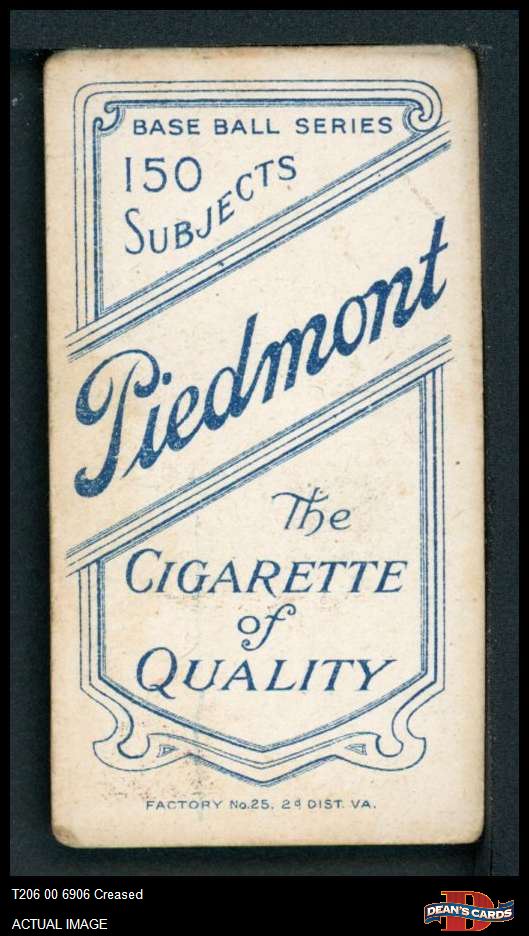 BASE BALL SERIES
150
SUBJECTS
Piedmont
The
CIGARETTE
of
QUALITY
FACTORY No.25. 2d DIST. VA.
T206 00 6906 Creased
ACTUAL IMAGE
D
DEAN'S CARDS